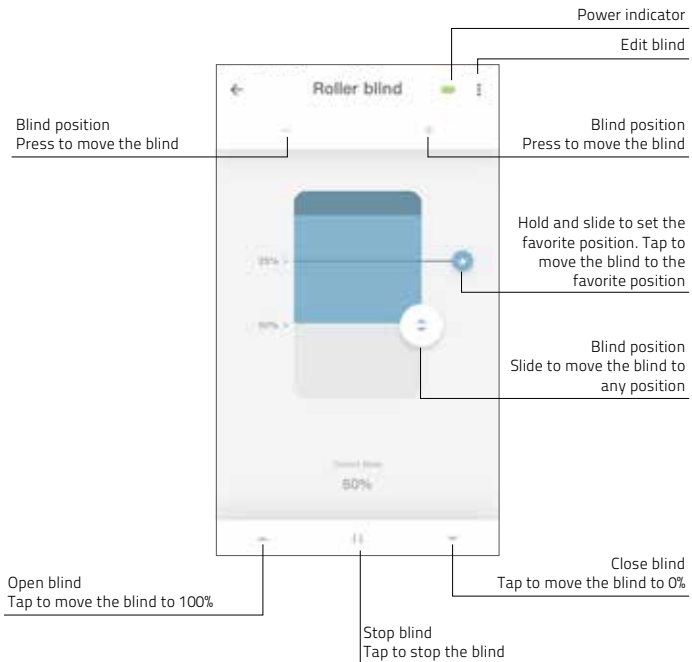 Power indicator
Edit blind
Roller blind
Blind position
Press to move the blind
Blind position
Press to move the blind
Hold and slide to set the
favorite position. Tap to
move the blind to the
favorite position
25%
50%
Blind position
Slide to move the blind to
any position
50%
Open blind
Tap to move the blind to 100%
Close blind
Tap to move the blind to 0%
Stop blind
Tap to stop the blind